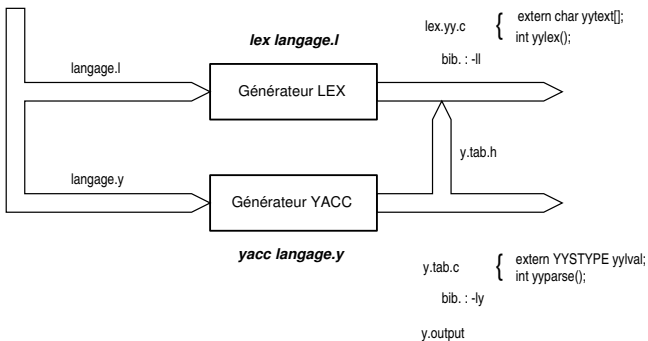 lex langage.l
lex.yy.c { extern char yytext[];
int yylex();
bib. : -ll
langage.l
Générateur LEX
y.tab.h
langage.y
Générateur YACC
yacc langage.y
y.tab.c { extern YYSTYPE yylval;
int yyparse();
bib. : -ly
y.output